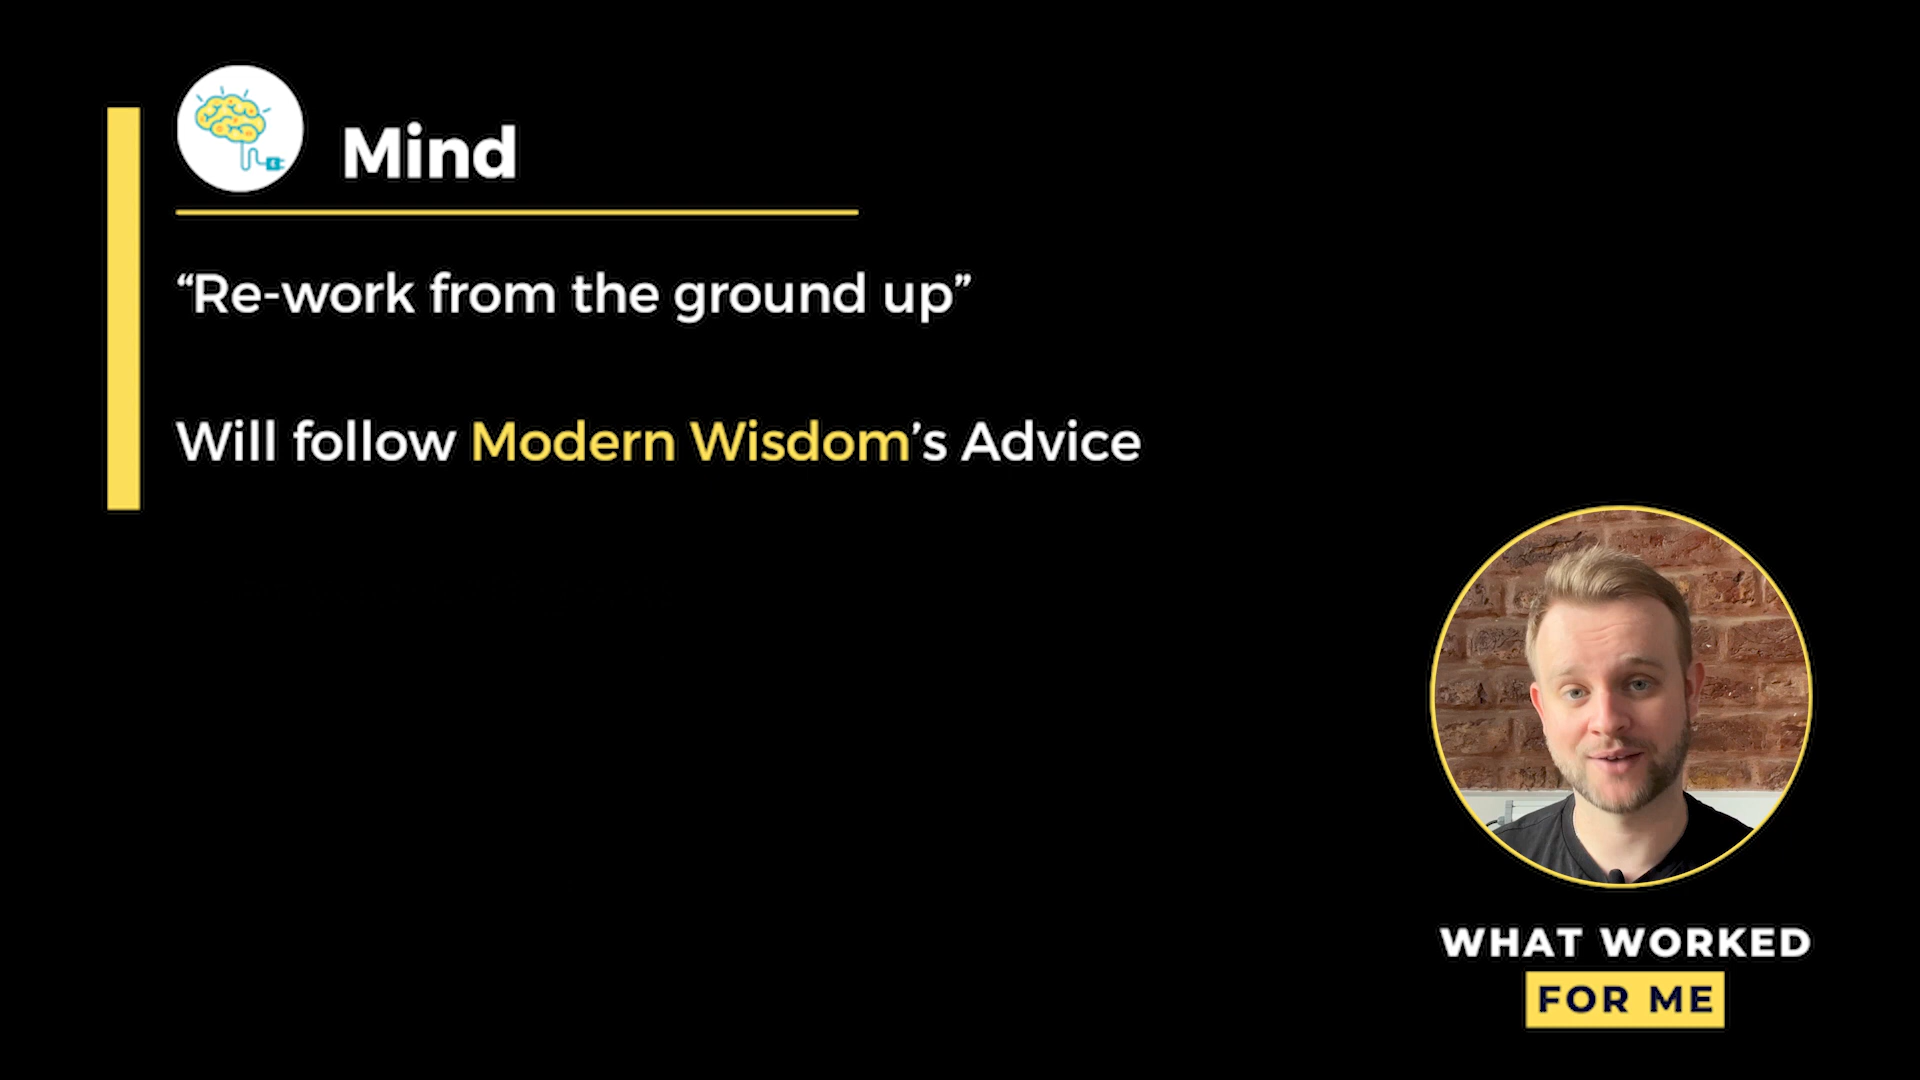 Mind
“Re-work from the ground up”
Will follow Modern Wisdom’s Advice
WHAT WORKED
FOR ME